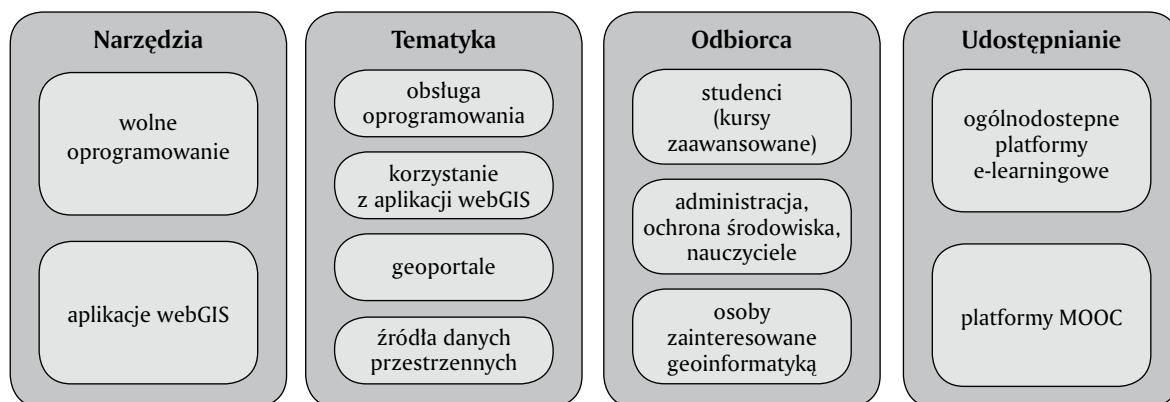 Narzędzia
wolne
oprogramowanie
aplikacje webGIS
Tematyka
obsługa
oprogramowania
korzystanie
z aplikacji webGIS
geoportale
źródła danych
przestrzennych
Odbiorca
studenci
(kursy
zaawansowane)
administracja,
ochrona środowiska,
nauczyciele
osoby
zainteresowane
geoinformatyką
Udostępnianie
ogólnodostepne
platformy
e-learningowe
platformy MOOC